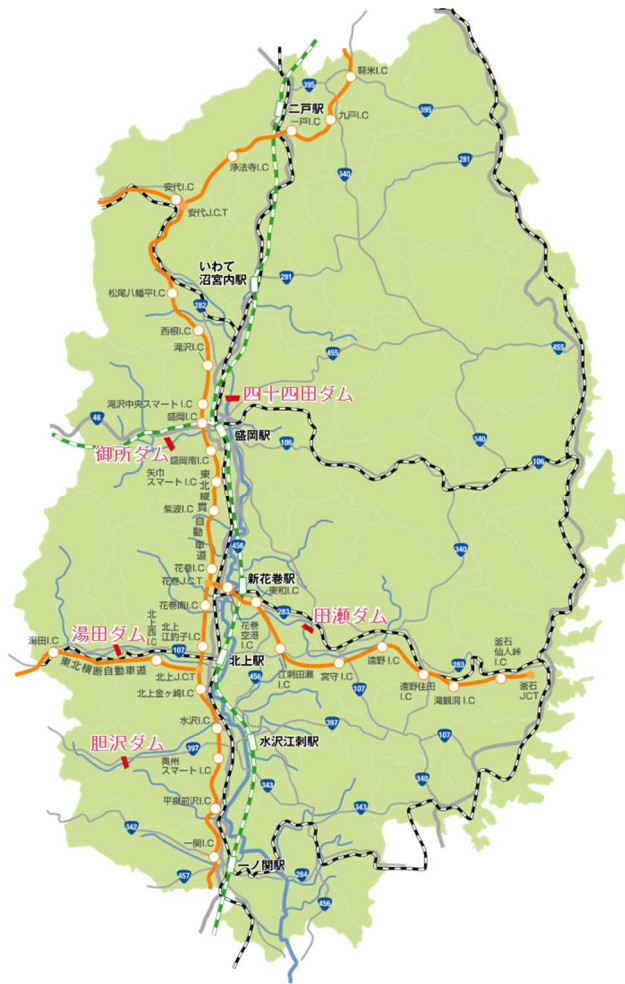 軽米I.C
395
二戸駅
395
一戸I.C
九戸I.C
浄法寺I.C
281
340
安代I.C
安代J.C.T
いわて
沼宮内駅
281
松尾八幡平I.C
282
西根I.C
滝沢I.C
455
455
四十四田ダム
滝沢中央スマートI.C
46
盛岡I.C
盛岡駅
106
340
御所ダム
盛岡南I.C
106
矢巾
スマートI.C
東北縦貫自動車道
紫波I.C
456
340
花巻I.C
花巻J.C.T
新花巻駅
東和I.C
花巻南I.C
283
田瀬ダム
北上西I.C
北上
江釣子I.C
花巻
空港
I.C
湯田ダム
湯田I.C
107
遠野I.C
釜石
仙人峠
I.C
283
東北横断自動車道
北上駅
北上J.C.T
456
江刺田瀬
I.C
宮守I.C
107
遠野住田
I.C
滝観洞I.C
釜石
JCT
北上金ヶ崎I.C
水沢I.C
397
107
胆沢ダム
397
水沢江刺駅
奥州
スマートI.C
340
343
平泉前沢I.C
343
342
一関I.C
一ノ関駅
457
284
456